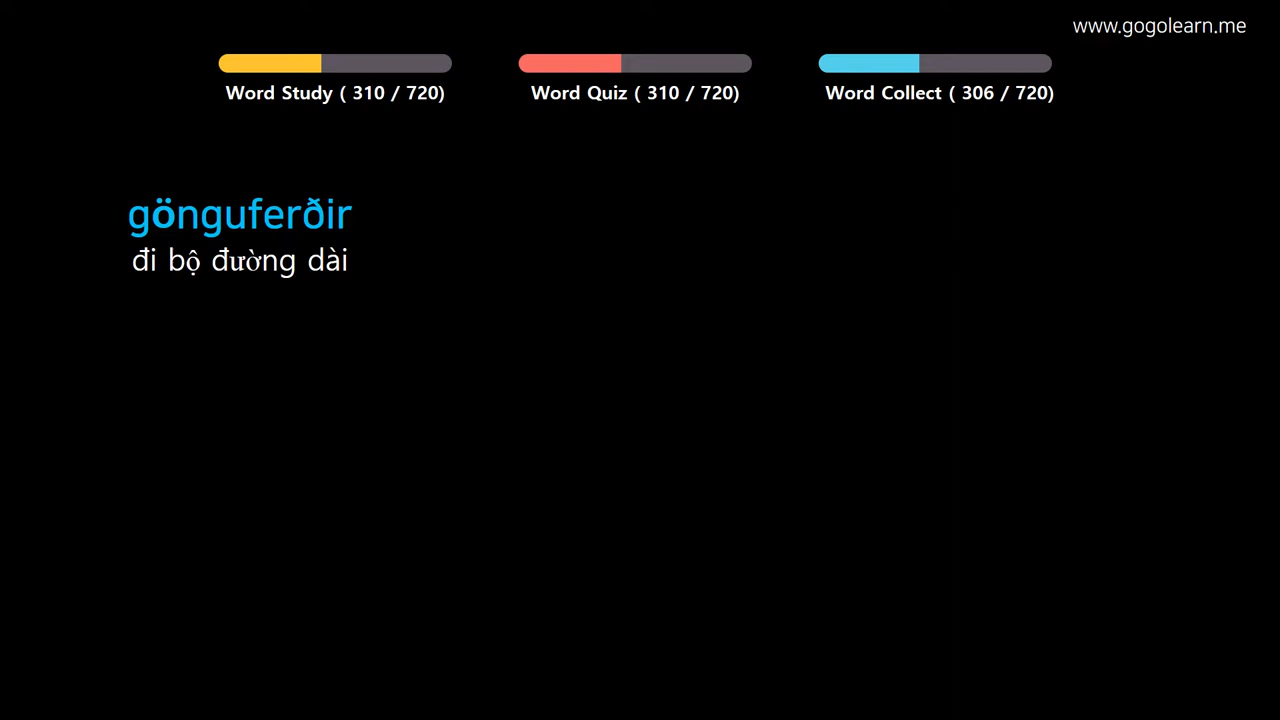 www.gogolearn.me
Word Study ( 310 / 720)
Word Quiz ( 310 / 720)
Word Collect ( 306 / 720)
gönguferðir
đi bộ đường dài